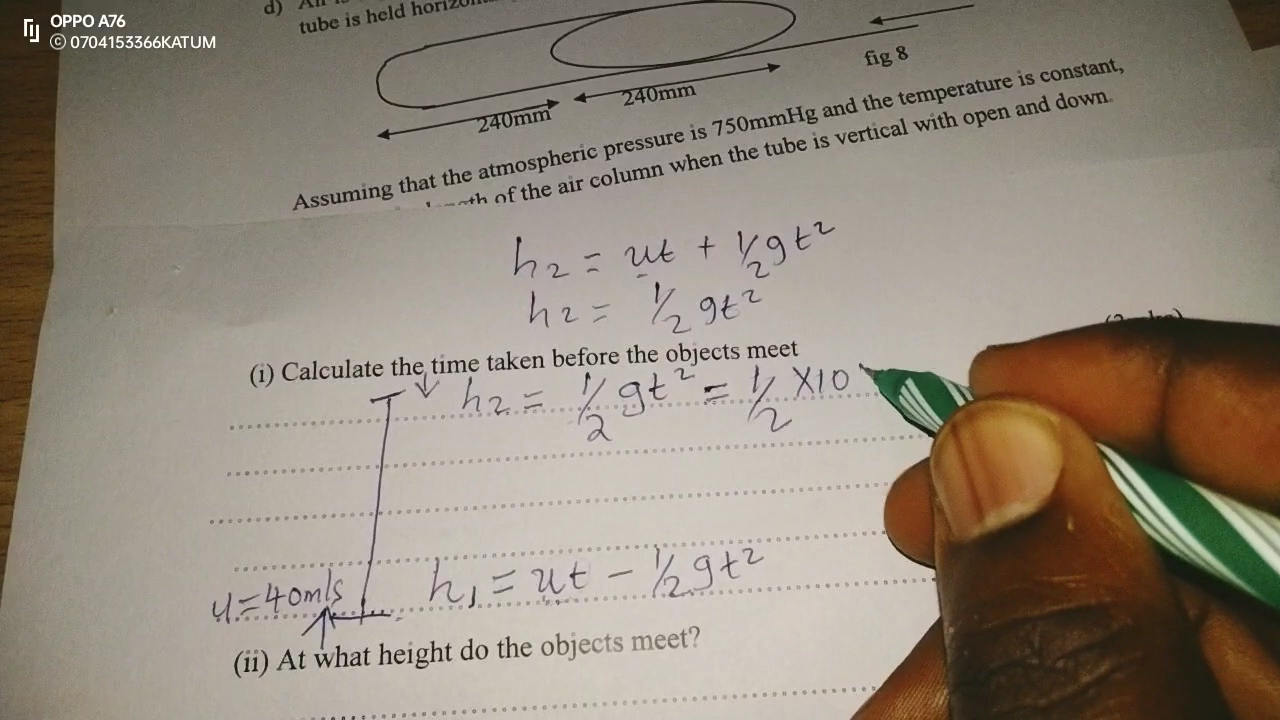 OPPO A76
© 0704153366KATUM
d)
tube is held
fig 8
240mm
240mm
Assuming that the atmospheric pressure is 750mmHg and the temperature is constant,
of the air column when the tube is vertical with open and down.
h₂ = ut + ½gt²
h₂ = ½ gt²
(i) Calculate the time taken before the objects meet
h₂ = ½gt² = ½ X10
u=40m/s
h₁ = ut − ½gt²
(ii) At what height do the objects meet?